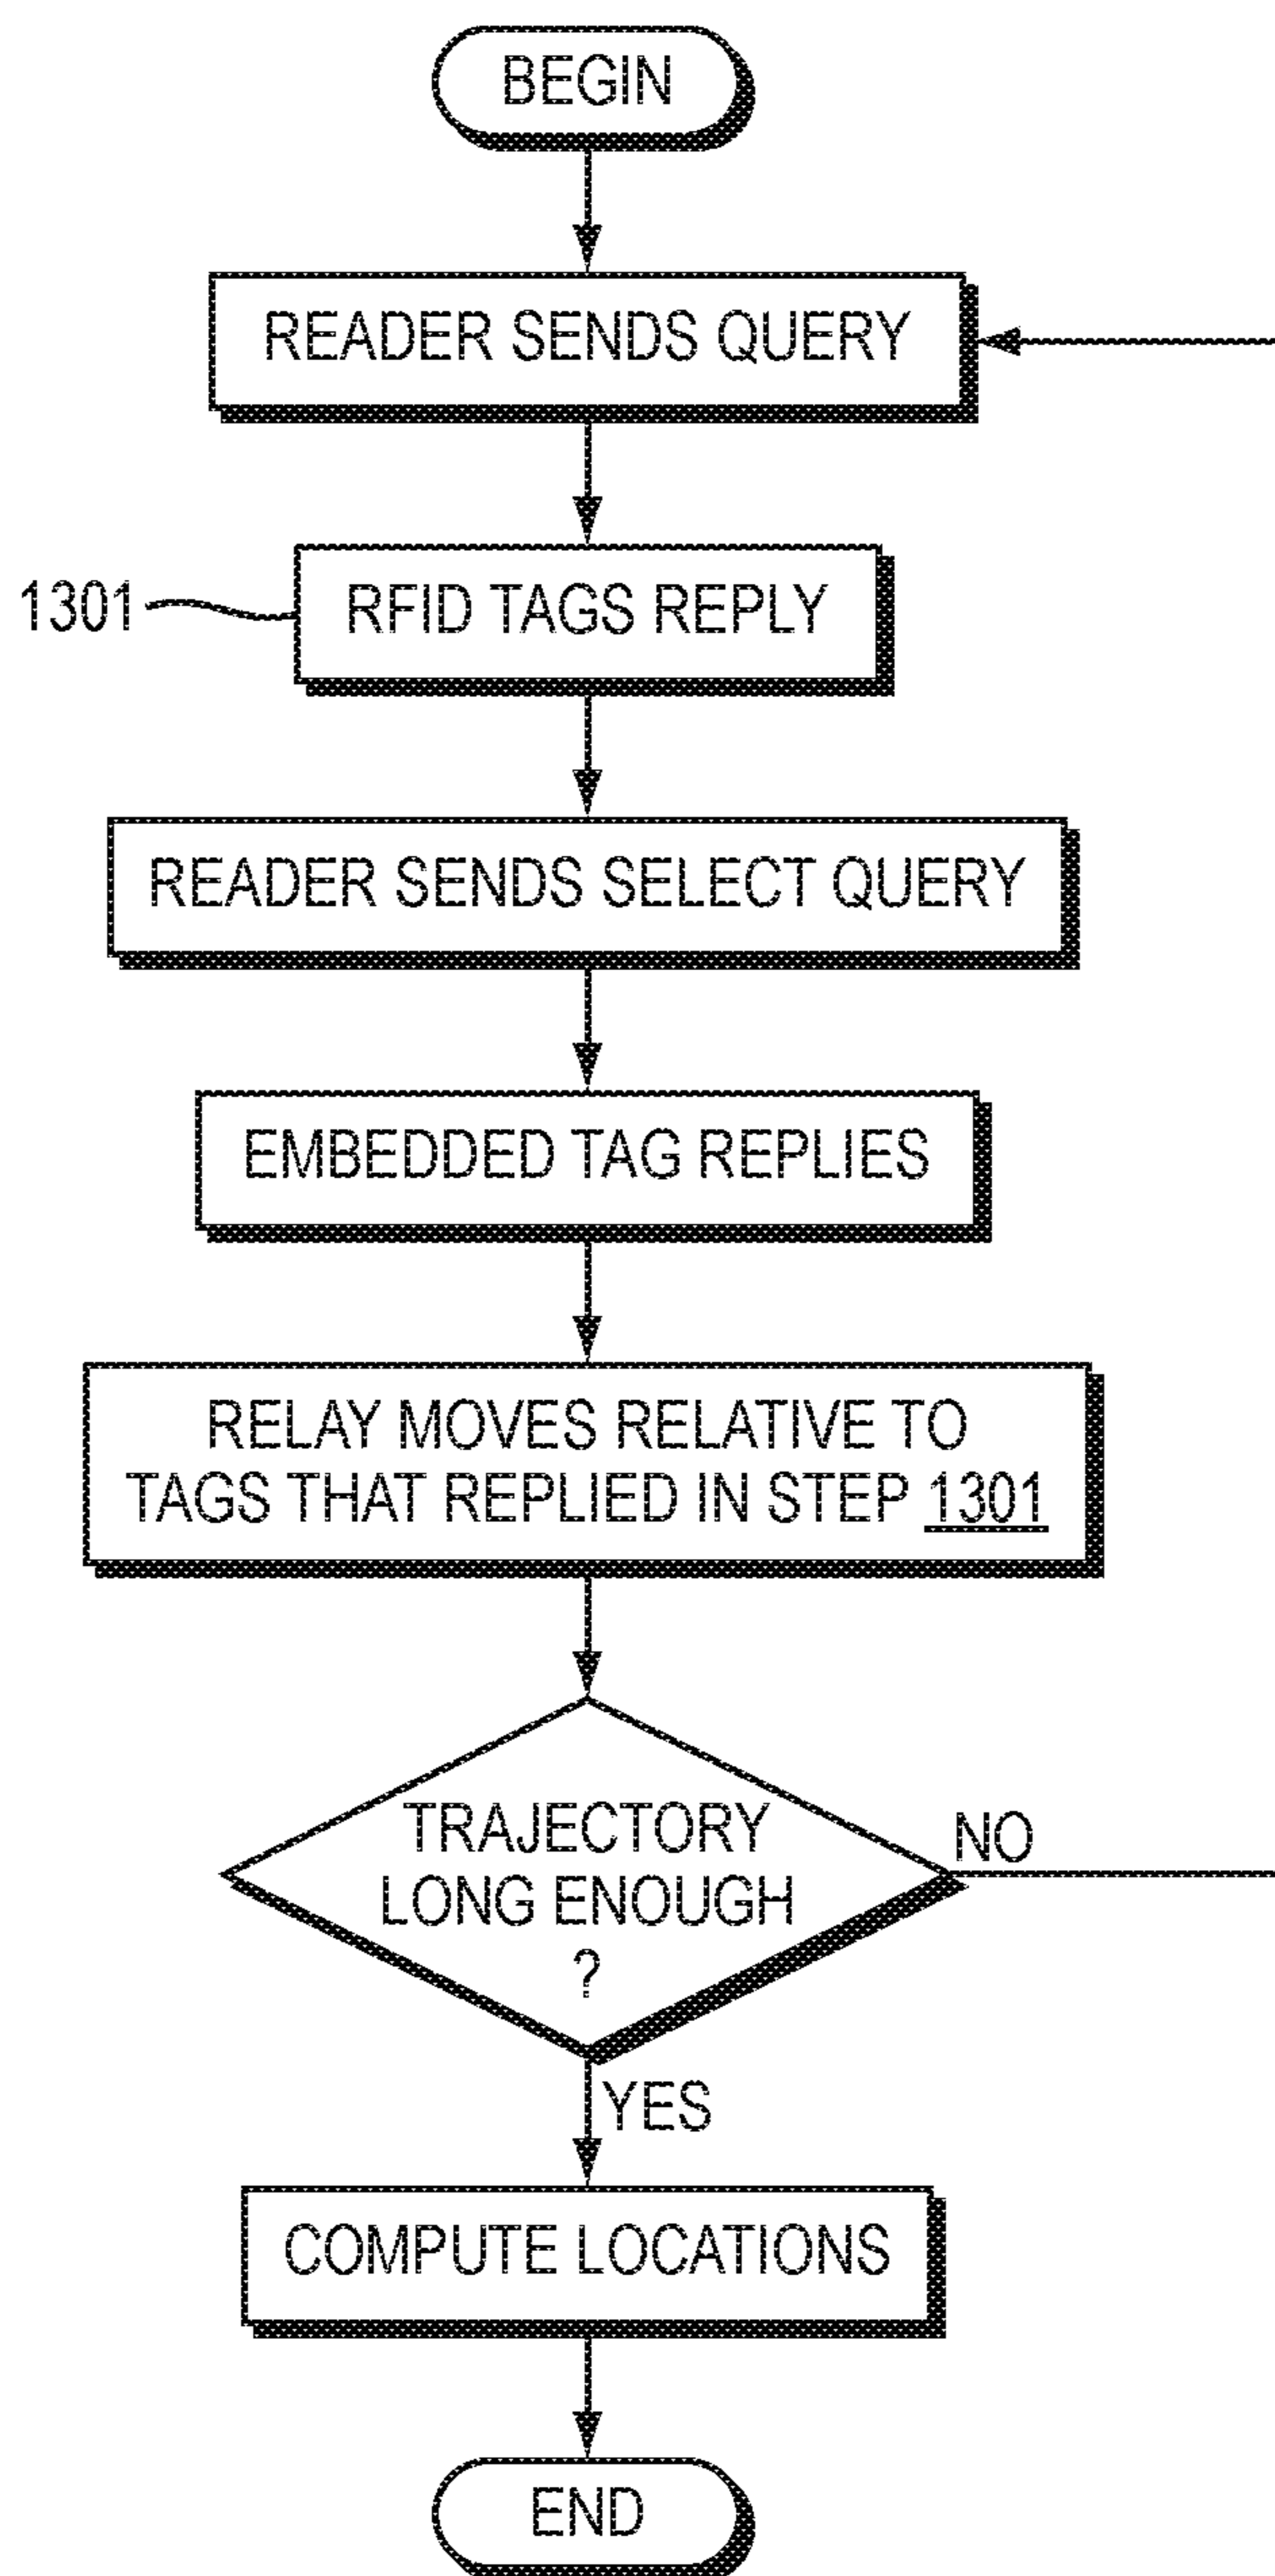 BEGIN
READER SENDS QUERY
1301
RFID TAGS REPLY
READER SENDS SELECT QUERY
EMBEDDED TAG REPLIES
RELAY MOVES RELATIVE TO
TAGS THAT REPLIED IN STEP 1301
TRAJECTORY
LONG ENOUGH
?
NO
YES
COMPUTE LOCATIONS
END